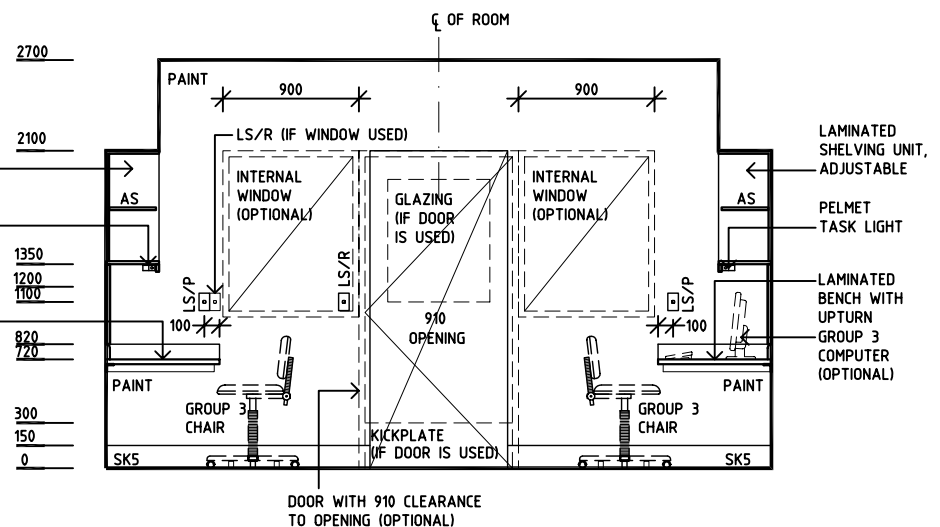 ℄ OF ROOM
2700
PAINT
900
900
LS/R (IF WINDOW USED)
2100
LAMINATED
SHELVING UNIT,
ADJUSTABLE
INTERNAL
WINDOW
(OPTIONAL)
GLAZING
(IF DOOR
IS USED)
INTERNAL
WINDOW
(OPTIONAL)
AS
AS
PELMET
TASK LIGHT
1350
1200
1100
LS/P
LS/R
LS/P
LAMINATED
BENCH WITH
UPTURN
100
910
OPENING
100
820
720
GROUP 3
COMPUTER
(OPTIONAL)
PAINT
PAINT
GROUP 3
CHAIR
GROUP 3
CHAIR
300
150
0
KICKPLATE
(IF DOOR IS USED)
SK5
SK5
DOOR WITH 910 CLEARANCE
TO OPENING (OPTIONAL)